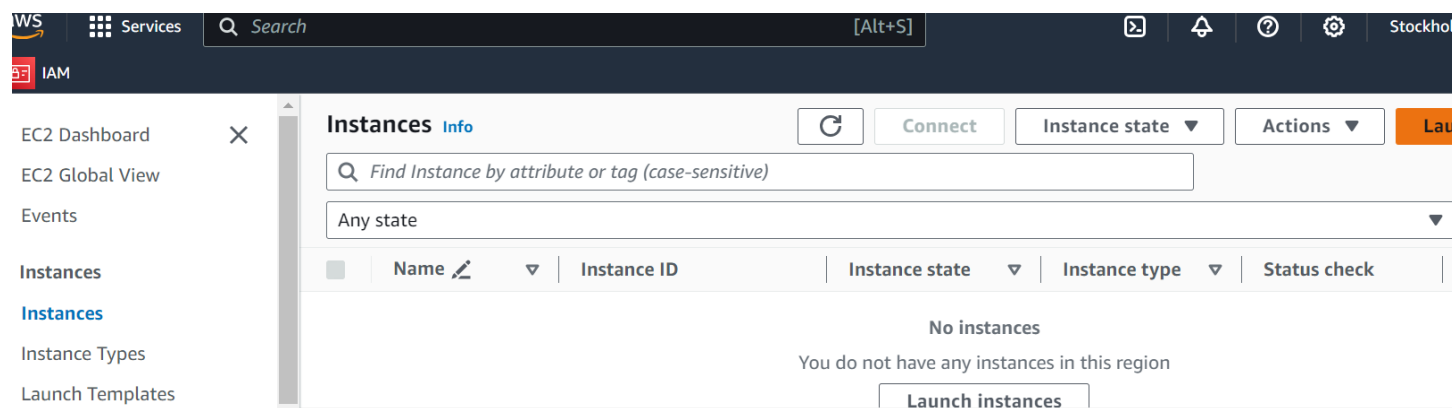 Services
Search
[Alt+S]
IAM
EC2 Dashboard
EC2 Global View
Events
Instances
Instances
Instance Types
Launch Templates
Instances Info
Connect
Instance state
Actions
Find Instance by attribute or tag (case-sensitive)
Any state
Name
Instance ID
Instance state
Instance type
Status check
No instances
You do not have any instances in this region
Launch instances